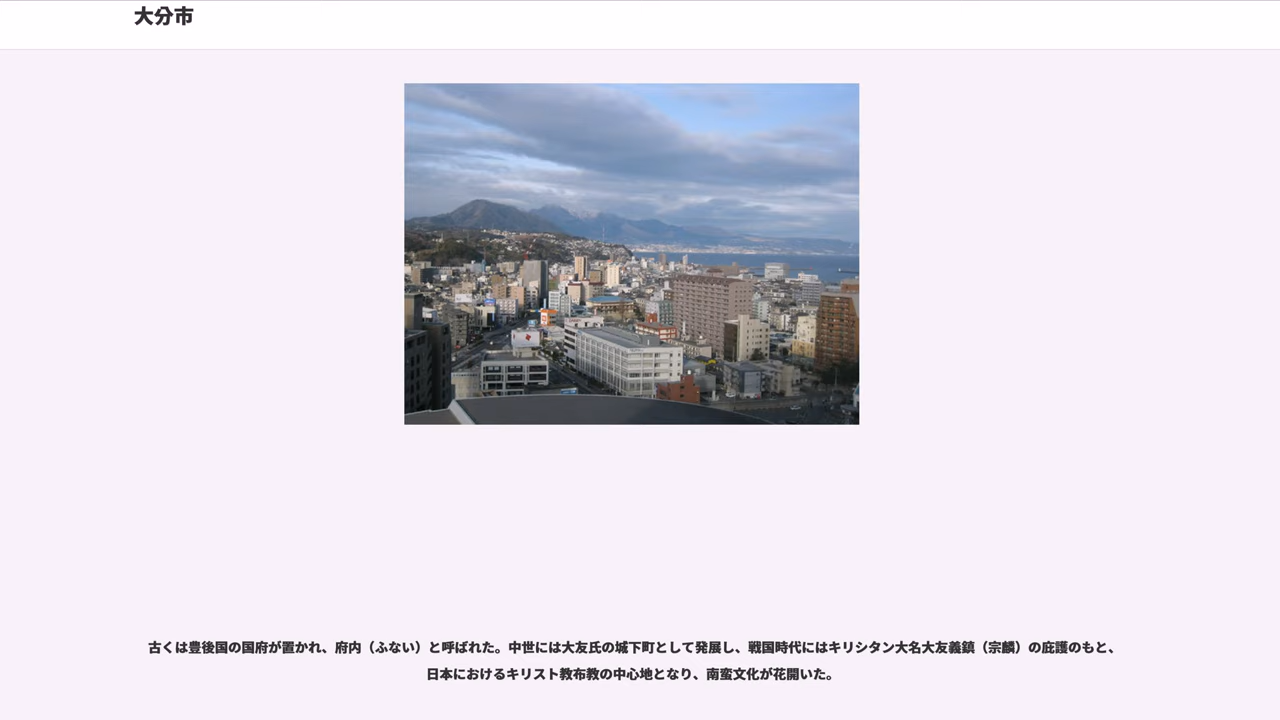 大分市
古くは豊後国の国府が置かれ、府内（ふない）と呼ばれた。中世には大友氏の城下町として発展し、戦国時代にはキリシタン大名大友義鎮（宗麟）の庇護のもと、
日本におけるキリスト教布教の中心地となり、南蛮文化が花開いた。